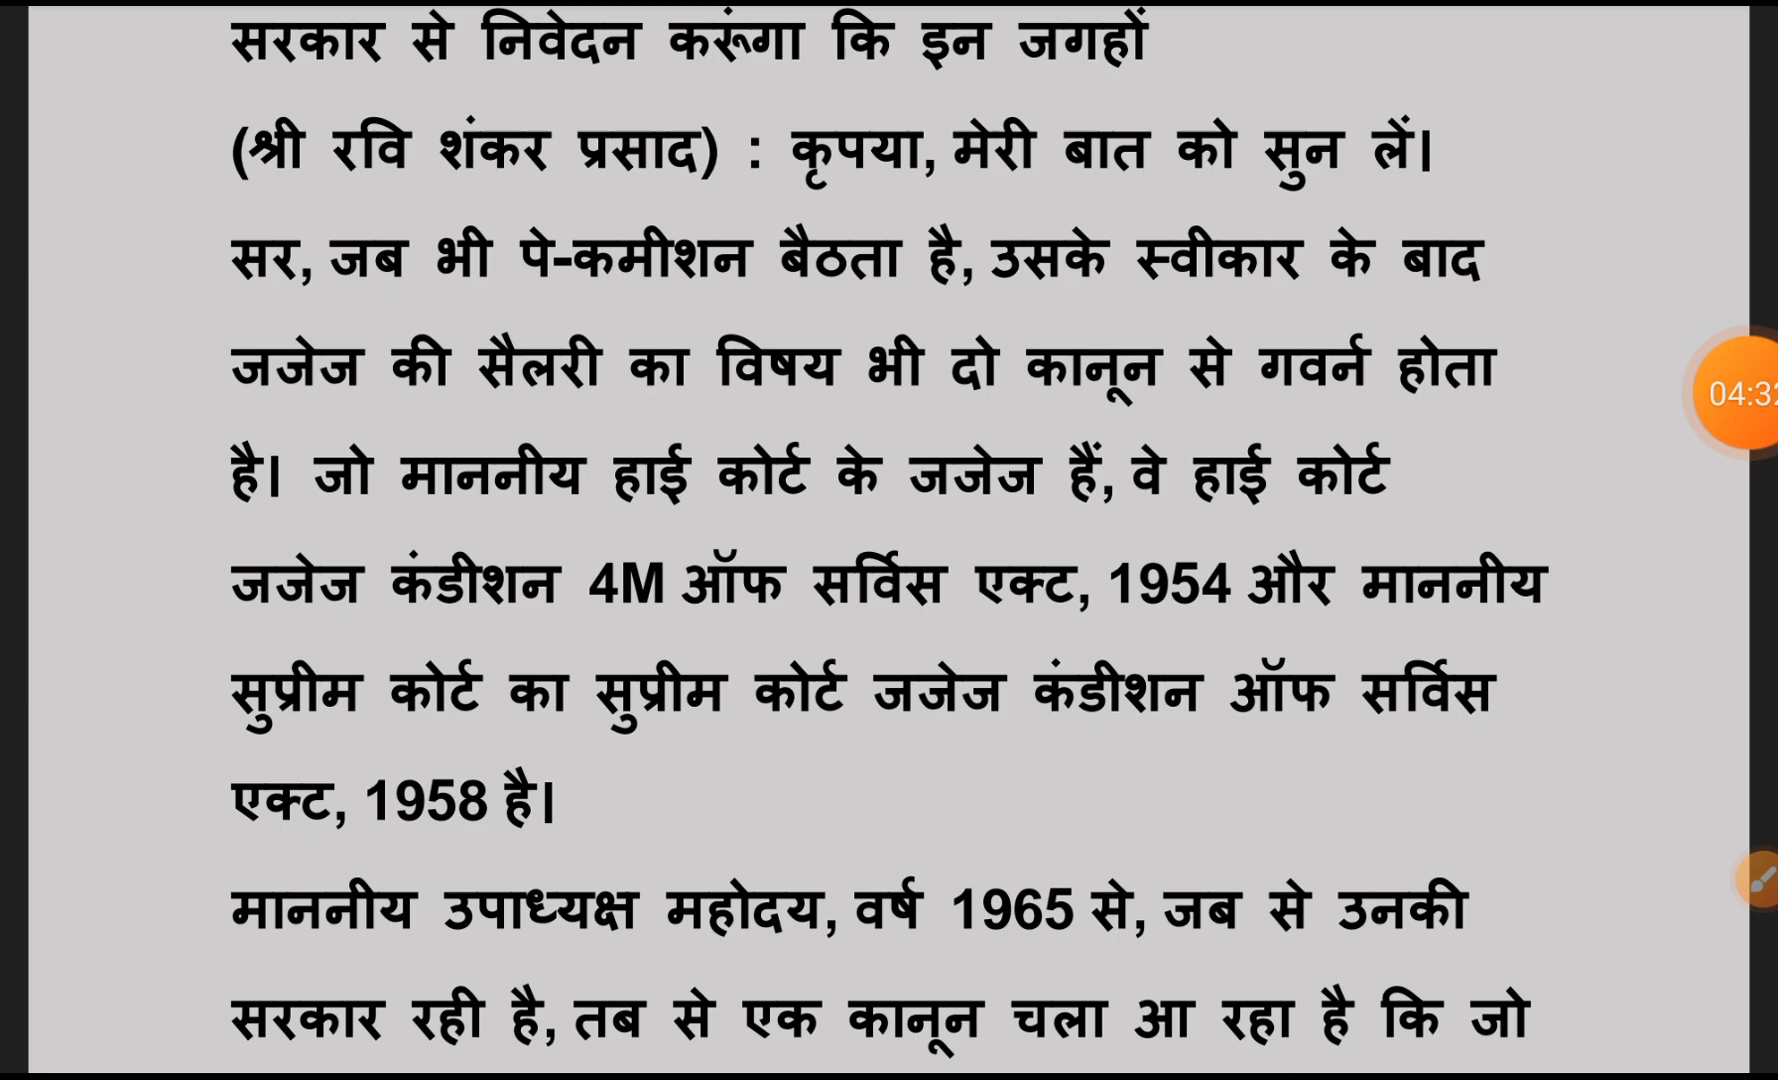 सरकार से निवेदन करूंगा कि इन जगहों
(श्री रवि शंकर प्रसाद) : कृपया, मेरी बात को सुन लें।
सर, जब भी पे-कमीशन बैठता है, उसके स्वीकार के बाद
जजेज की सैलरी का विषय भी दो कानून से गवर्न होता
है। जो माननीय हाई कोर्ट के जजेज हैं, वे हाई कोर्ट
जजेज कंडीशन 4M ऑफ सर्विस एक्ट, 1954 और माननीय
सुप्रीम कोर्ट का सुप्रीम कोर्ट जजेज कंडीशन ऑफ सर्विस
एक्ट, 1958 है।
माननीय उपाध्यक्ष महोदय, वर्ष 1965 से, जब से उनकी
सरकार रही है, तब से एक कानून चला आ रहा है कि जो